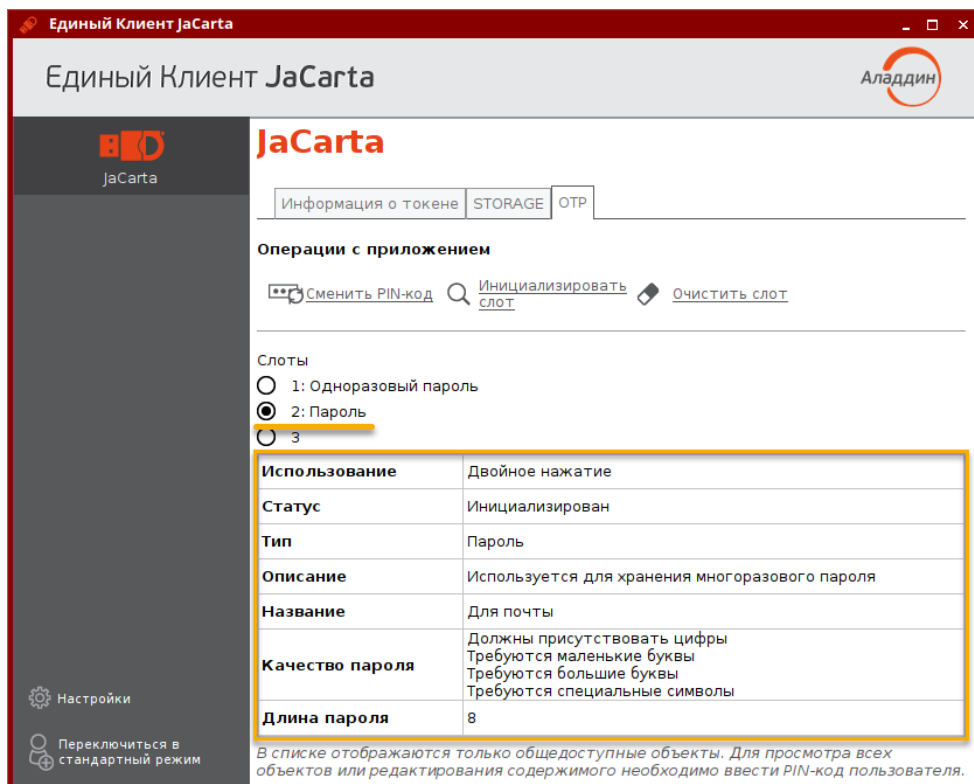 Единый Клиент JaCarta
Единый Клиент JaCarta
Аладдин
JaCarta
JaCarta
Информация о токене STORAGE OTP
Операции с приложением
Сменить PIN-код Инициализировать слот Очистить слот
Слоты
1: Одноразовый пароль
2: Пароль
3
Использование Двойное нажатие
Статус Инициализирован
Тип Пароль
Описание Используется для хранения многоразового пароля
Название Для почты
Качество пароля Должны присутствовать цифры
Требуются маленькие буквы
Требуются большие буквы
Требуются специальные символы
Длина пароля 8
В списке отображаются только общедоступные объекты. Для просмотра всех
объектов или редактирования содержимого необходимо ввести PIN-код пользователя.
Настройки
Переключиться в
стандартный режим